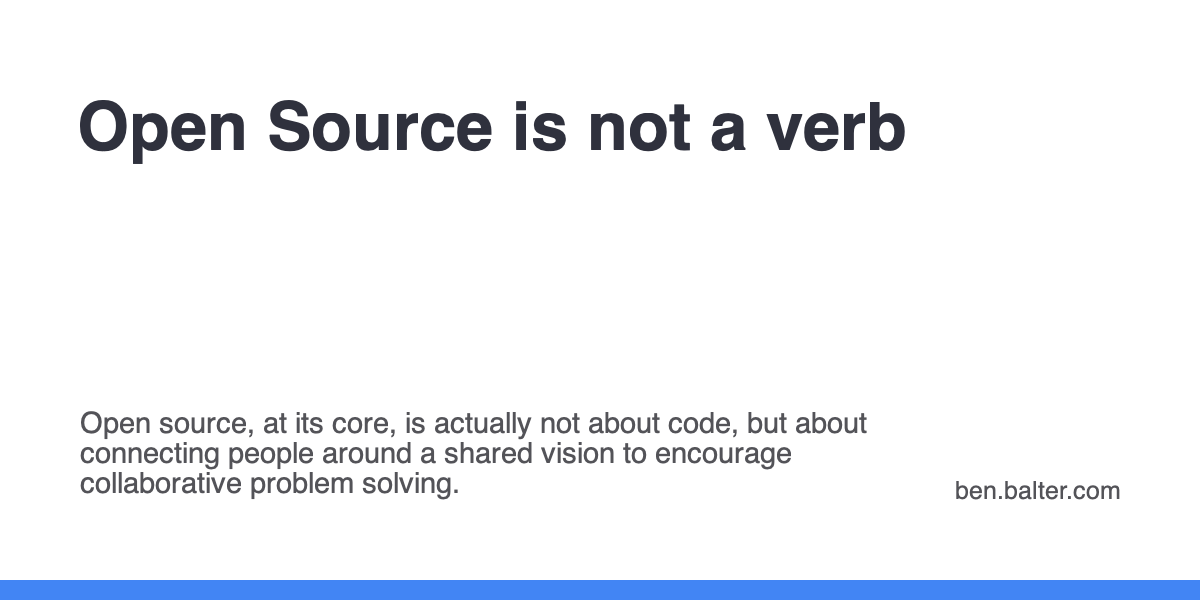 Open Source is not a verb
Open source, at its core, is actually not about code, but about
connecting people around a shared vision to encourage
collaborative problem solving.
ben.balter.com